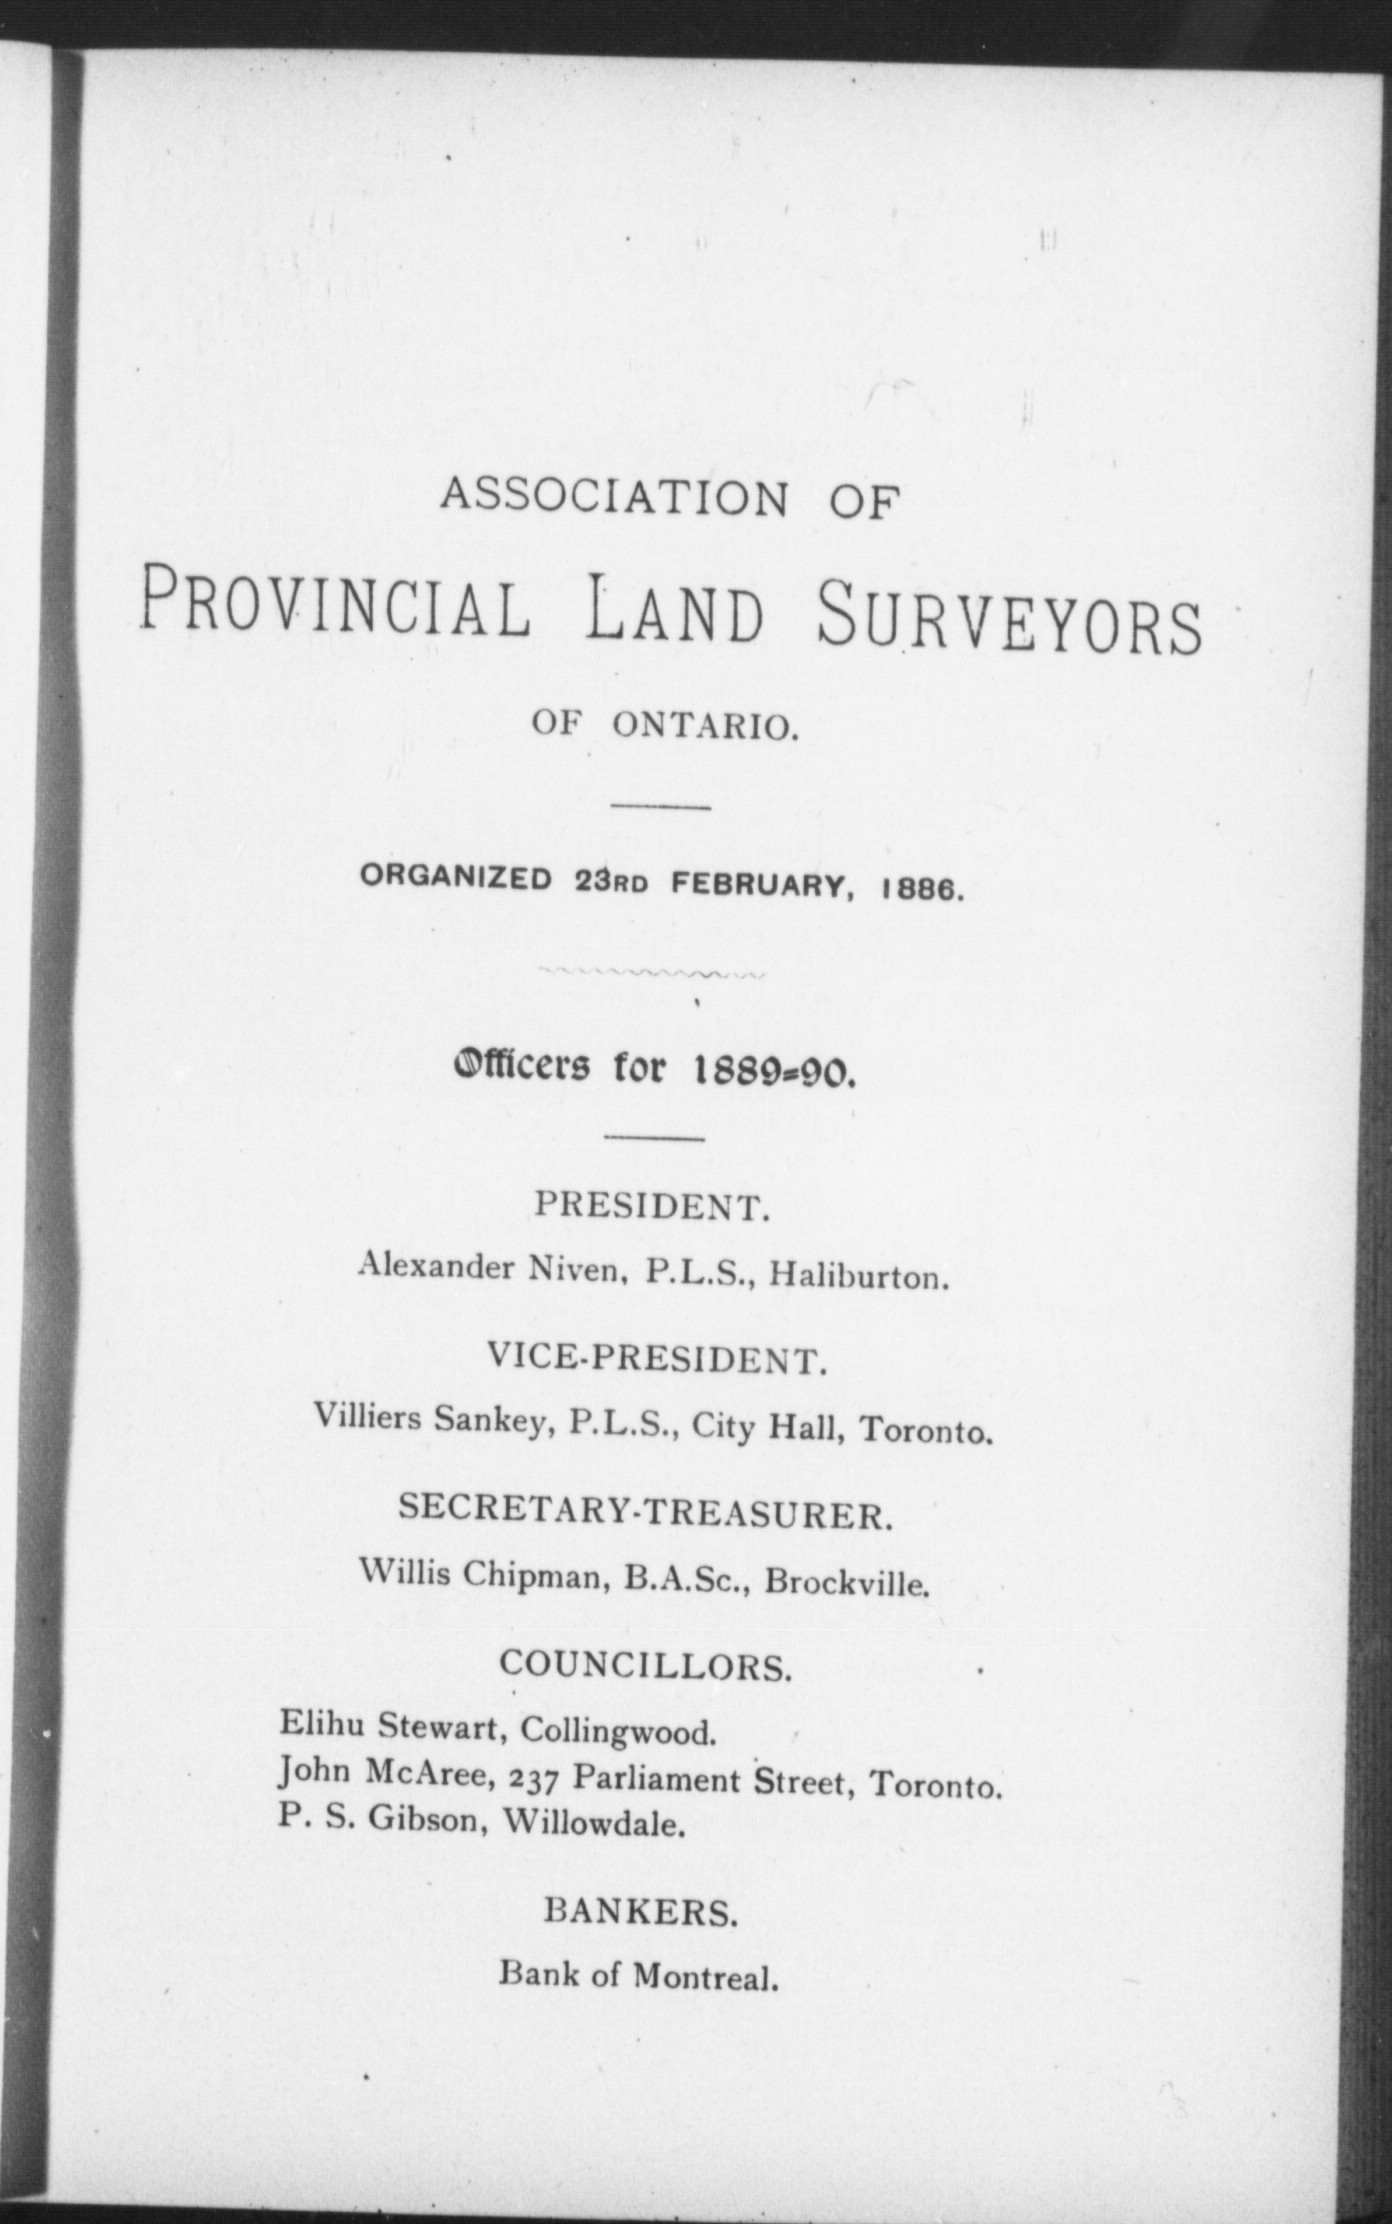 ASSOCIATION OF
PROVINCIAL LAND SURVEYORS
OF ONTARIO.
ORGANIZED 23RD FEBRUARY, 1886.
Officers for 1889-90.
PRESIDENT.
Alexander Niven, P.L.S., Haliburton.
VICE-PRESIDENT.
Villiers Sankey, P.L.S., City Hall, Toronto.
SECRETARY-TREASURER.
Willis Chipman, B.A.Sc., Brockville.
COUNCILLORS.
Elihu Stewart, Collingwood.
John McAree, 237 Parliament Street, Toronto.
P. S. Gibson, Willowdale.
BANKERS.
Bank of Montreal.